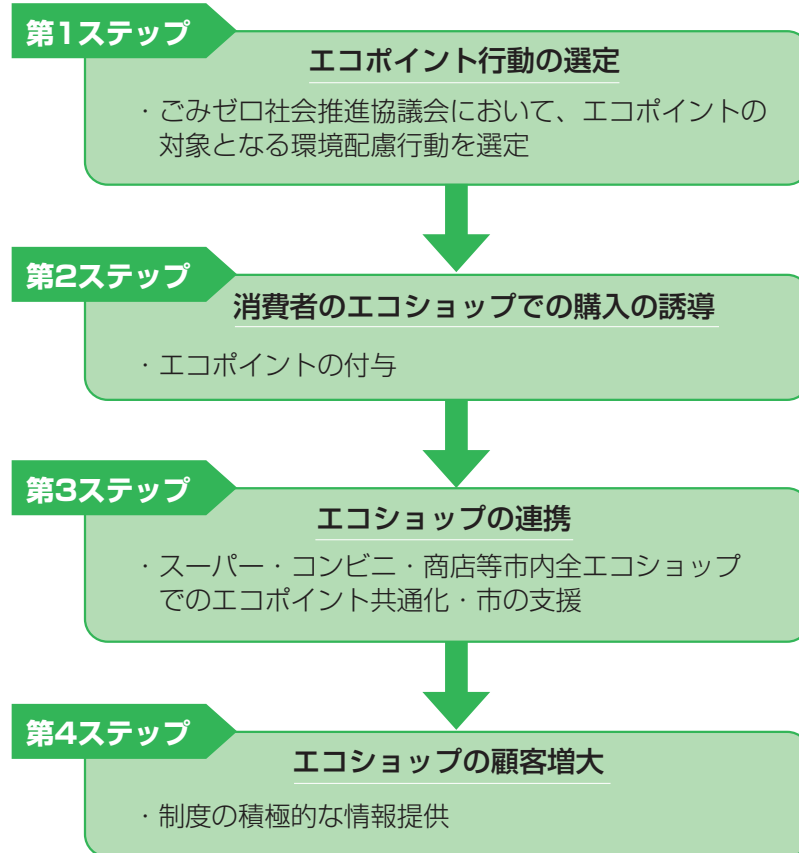 第1ステップ
エコポイント行動の選定
・ごみゼロ社会推進協議会において、エコポイントの
対象となる環境配慮行動を選定
第2ステップ
消費者のエコショップでの購入の誘導
・エコポイントの付与
第3ステップ
エコショップの連携
・スーパー・コンビニ・商店等市内全エコショップ
でのエコポイント共通化・市の支援
第4ステップ
エコショップの顧客増大
・制度の積極的な情報提供